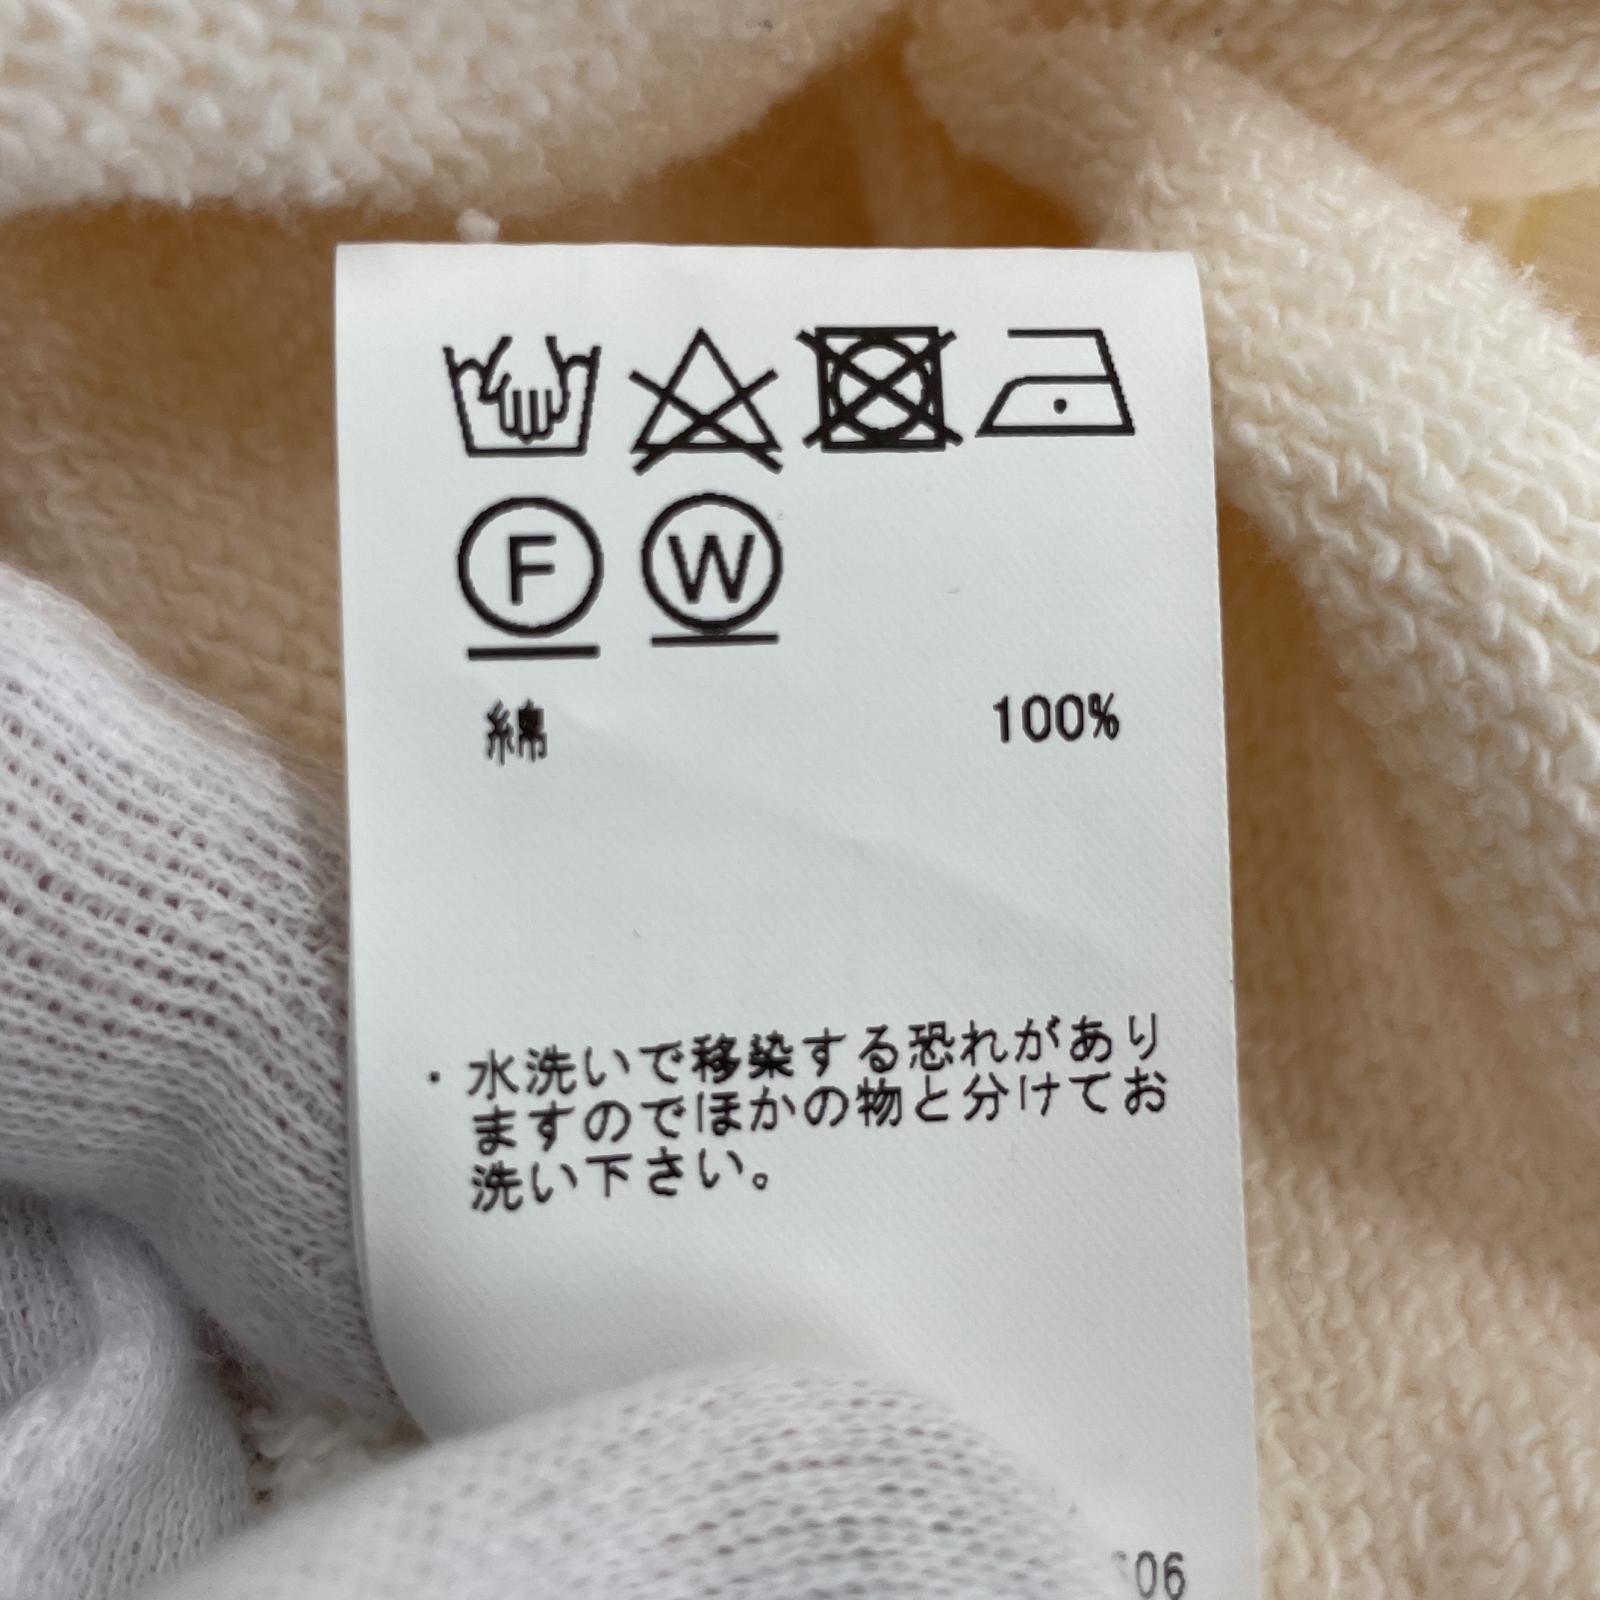 F W
綿 100%
・水洗いで移染する恐れがあり
ますのでほかの物と分けてお
洗い下さい。
06